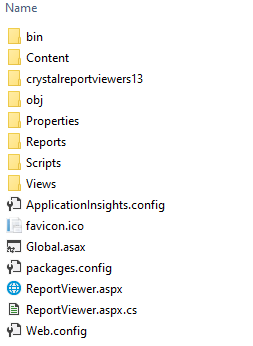 Name
bin
Content
crystalreportviewers13
obj
Properties
Reports
Scripts
Views
ApplicationInsights.config
favicon.ico
Global.asax
packages.config
ReportViewer.aspx
ReportViewer.aspx.cs
Web.config